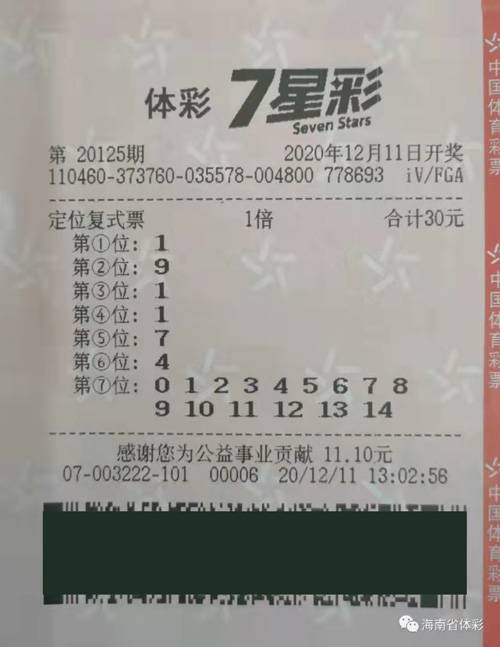 体彩 7星彩
Seven Stars
第 20125期 2020年12月11日开奖
110460-373760-035578-004800 778693 iV/FGA
定位复式票 1倍 合计30元
第①位: 1
第②位: 9
第③位: 1
第④位: 1
第⑤位: 7
第⑥位: 4
第⑦位: 0 1 2 3 4 5 6 7 8
9 10 11 12 13 14
感谢您为公益事业贡献 11.10元
07-003222-101 00006 20/12/11 13:02:56
中国体育彩票
中国体育彩票
中国体育彩票
海南省体彩